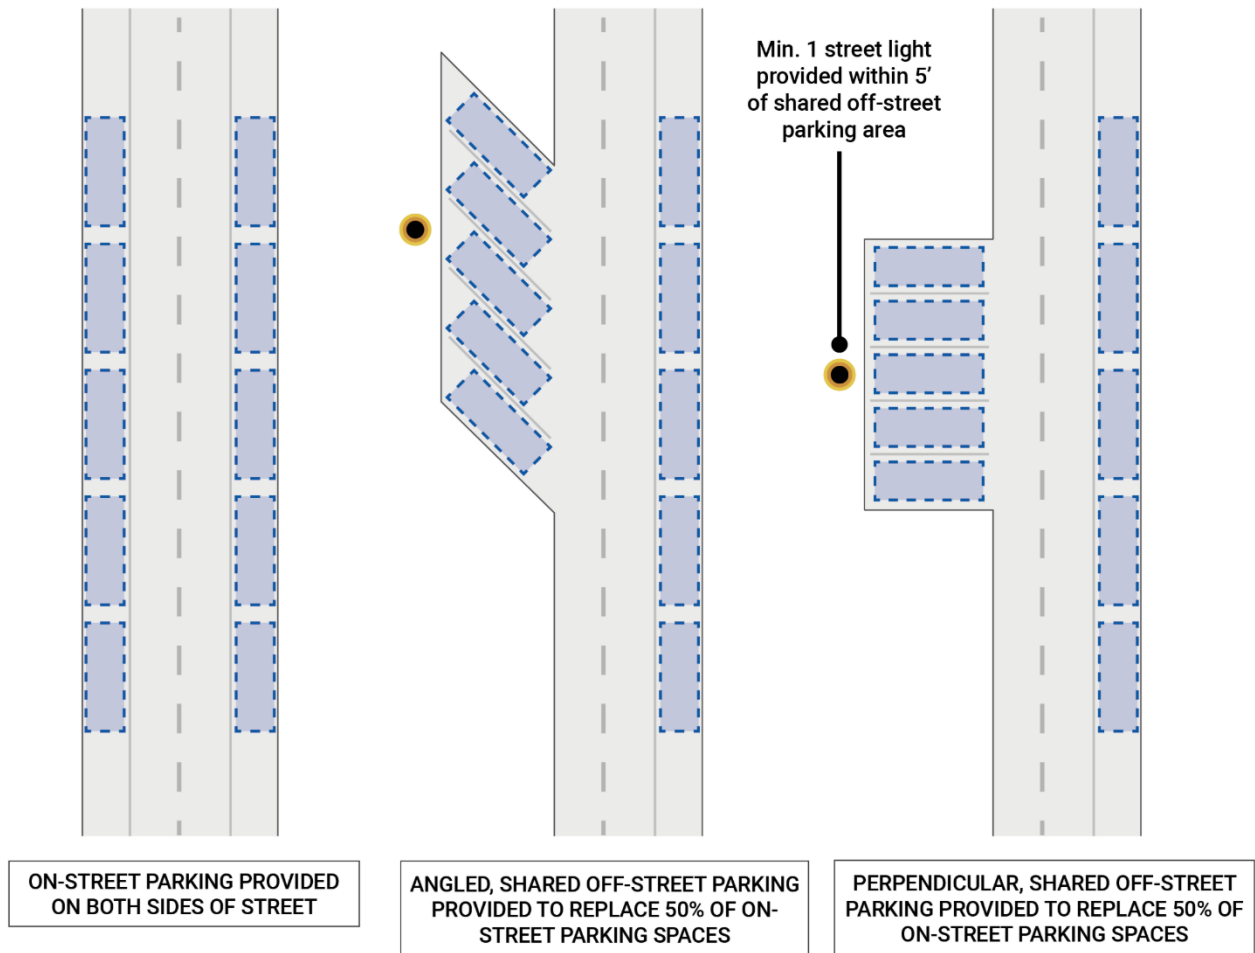 Min. 1 street light
provided within 5’
of shared off-street
parking area
ON-STREET PARKING PROVIDED
ON BOTH SIDES OF STREET
ANGLED, SHARED OFF-STREET PARKING
PROVIDED TO REPLACE 50% OF ON-
STREET PARKING SPACES
PERPENDICULAR, SHARED OFF-STREET
PARKING PROVIDED TO REPLACE 50% OF
ON-STREET PARKING SPACES